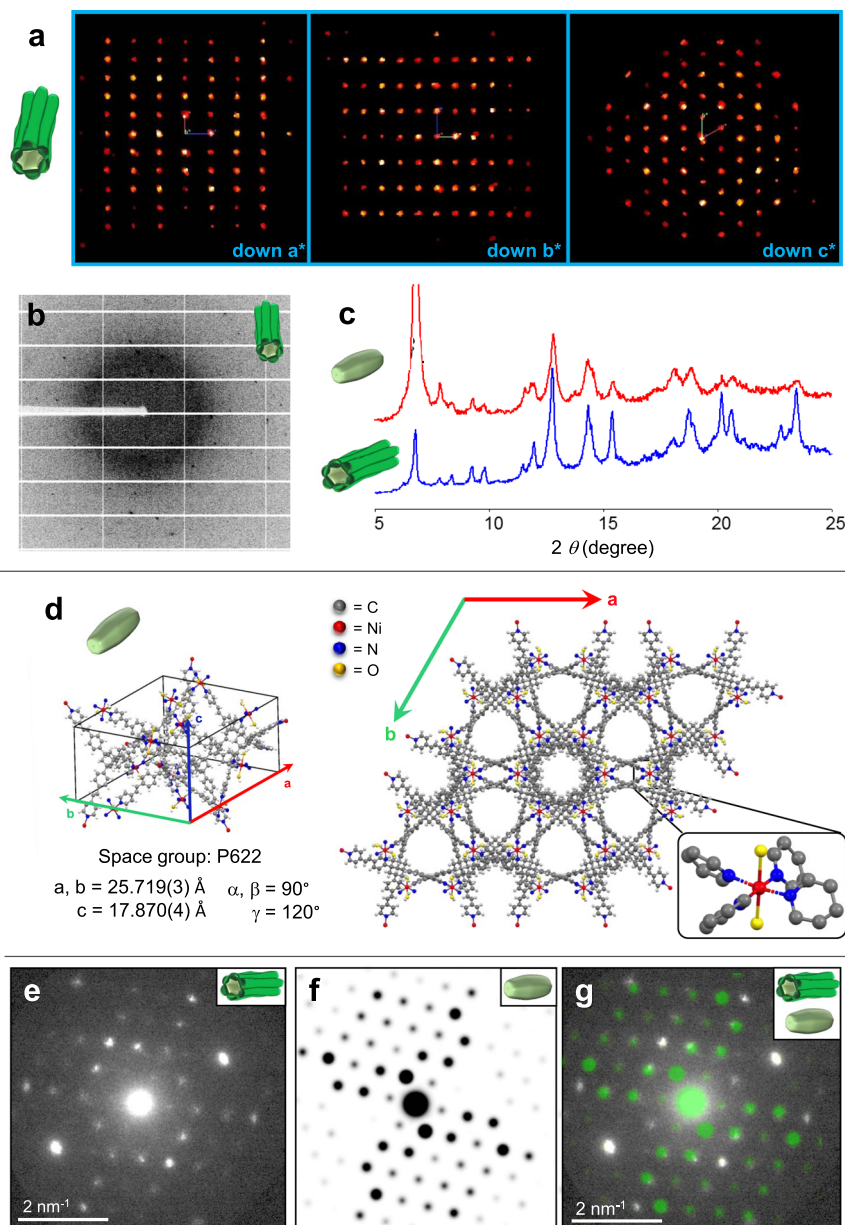 a
down a*
down b*
down c*
b
c
5
10
15
20
25
2 θ (degree)
d
= C
= Ni
= N
= O
a
b
c
a
b
Space group: P622
a, b = 25.719(3) Å α, β = 90°
c = 17.870(4) Å γ = 120°
e
f
g
2 nm-1
2 nm-1